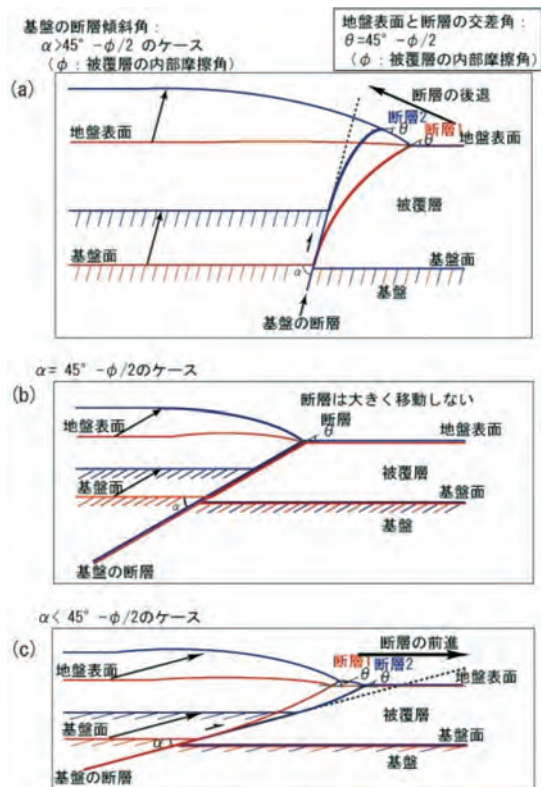 基盤の断層傾斜角：
α>45°-φ/2 のケース
(φ：被覆層の内部摩擦角)
地盤表面と断層の交差角：
θ=45°-φ/2
(φ：被覆層の内部摩擦角)
(a)
断層の後退
断層2
θ
断層1
θ
地盤表面
地盤表面
被覆層
基盤面
基盤面
α
基盤
基盤の断層
α= 45°-φ/2のケース
(b)
断層は大きく移動しない
断層
θ
地盤表面
地盤表面
被覆層
基盤面
α
基盤面
基盤
基盤の断層
α< 45°-φ/2のケース
(c)
断層の前進
断層1
断層2
θ
θ
地盤表面
地盤表面
被覆層
基盤面
α
基盤面
基盤
基盤の断層